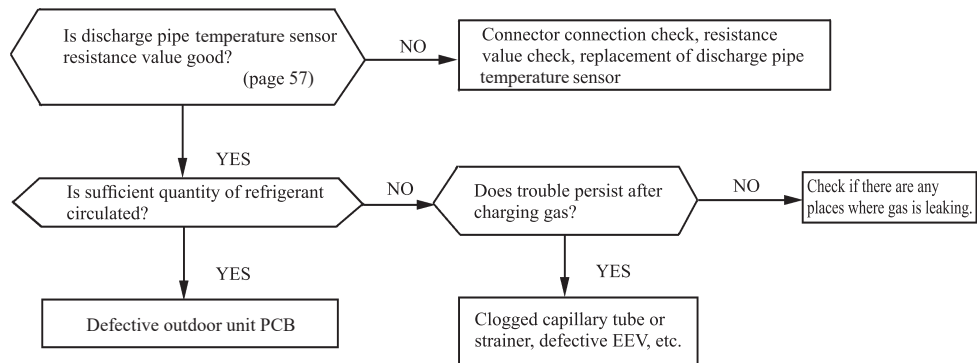 Is discharge pipe temperature sensor
resistance value good?
(page 57)
NO
Connector connection check, resistance
value check, replacement of discharge pipe
temperature sensor
YES
Is sufficient quantity of refrigerant
circulated?
NO
Does trouble persist after
charging gas?
NO
Check if there are any
places where gas is leaking.
YES
YES
Defective outdoor unit PCB
Clogged capillary tube or
strainer, defective EEV, etc.